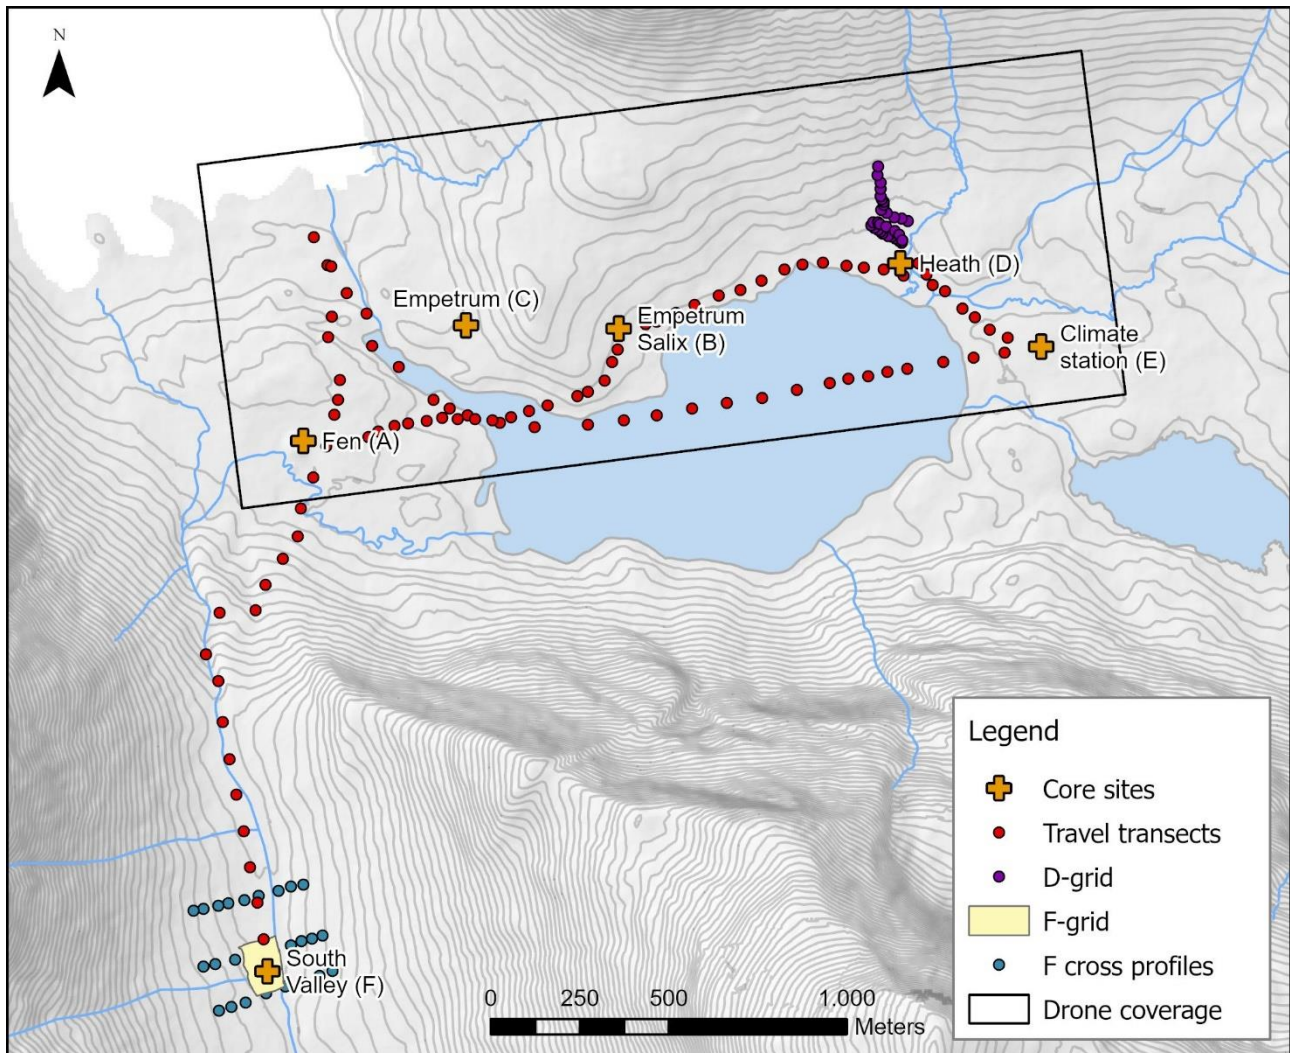 N
Empetrum (C)
Empetrum
Salix (B)
Heath (D)
Climate
station (E)
Fen (A)
South
Valley (F)
Legend
Core sites
Travel transects
D-grid
F-grid
F cross profiles
Drone coverage
0 250 500 1.000
Meters